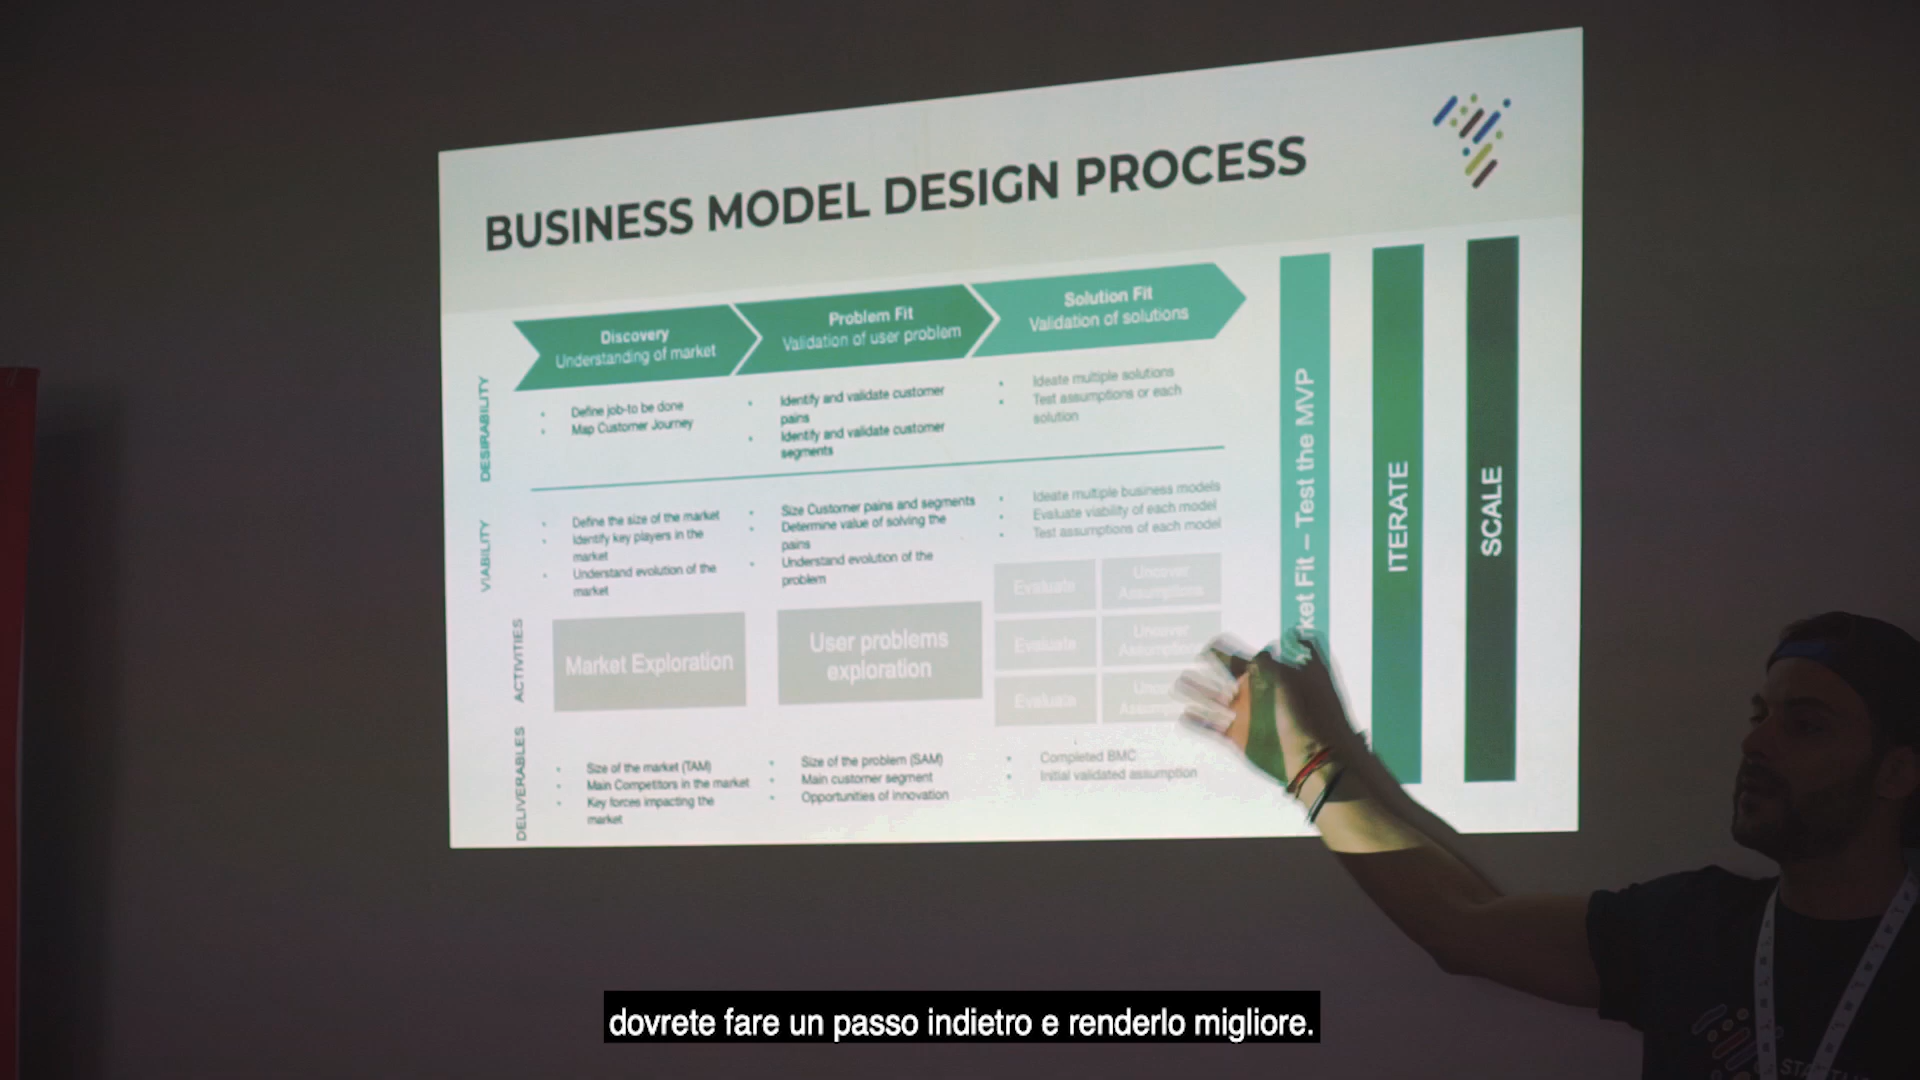 BUSINESS MODEL DESIGN PROCESS
Discovery
Understanding of market
Problem Fit
Validation of user problem
Solution Fit
Validation of solutions
DESIRABILITY
Define job-to be done
Map Customer Journey
Identify and validate customer
pains
Identify and validate customer
segments
Ideate multiple solutions
Test assumptions or each
solution
VIABILITY
Define the size of the market
Identify key players in the
market
Understand evolution of the
market
Size Customer pains and segments
Determine value of solving the
pains
Understand evolution of the
problem
Ideate multiple business models
Evaluate viability of each model
Test assumptions of each model
ACTIVITIES
Market Exploration
User problems
exploration
Evaluate
Uncover
Assumptions
Evaluate
Uncover
Evaluate
DELIVERABLES
Size of the market (TAM)
Main Competitors in the market
Key forces impacting the
market
Size of the problem (SAM)
Main customer segment
Opportunities of innovation
Completed BMC
Initial validated assumption
Fit – Test the MVP
ITERATE
SCALE
dovrete fare un passo indietro e renderlo migliore.